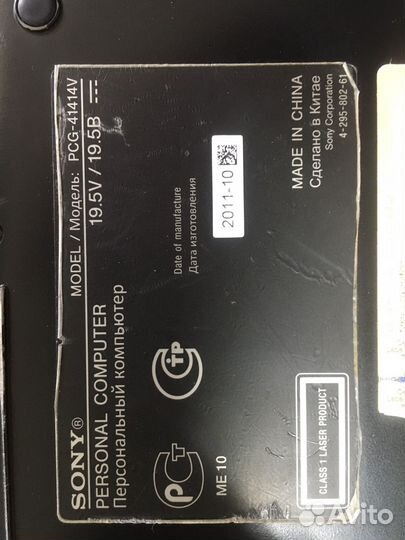 SONY®
MODEL / Модель: PCG-41414V
PERSONAL COMPUTER
19.5V / 19.5В
Персональный компьютер
Date of manufacture
Дата изготовления
2011-10
MADE IN CHINA
Сделано в Китае
Sony Corporation
4-295-802-61
РСТ
ТР
ME 10
CLASS 1 LASER PRODUCT
Avito